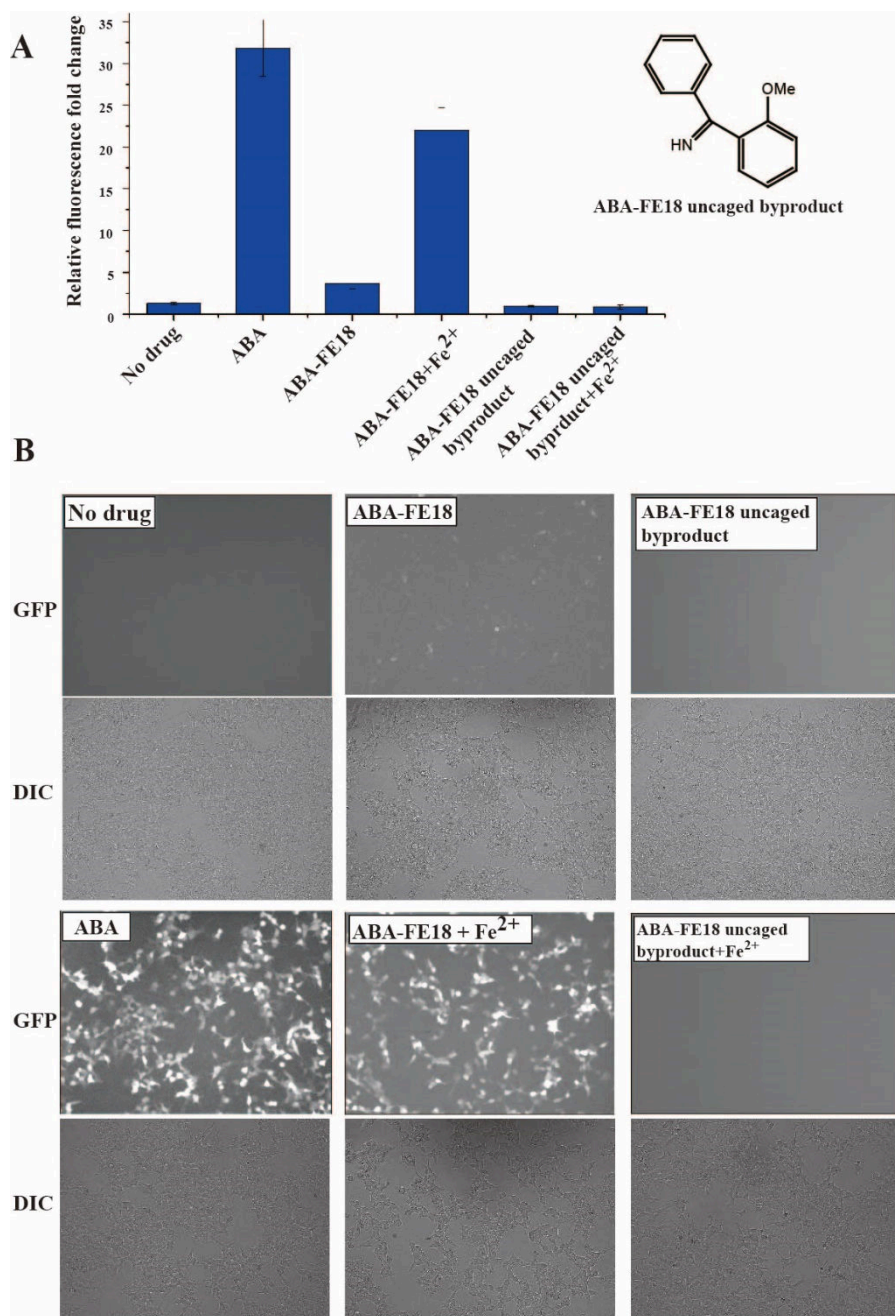 A
Relative fluorescence fold change
35
30
25
20
15
10
5
0
No drug
ABA
ABA-FE18
ABA-FE18+Fe²⁺
ABA-FE18 uncaged
byproduct
ABA-FE18 uncaged
byprduct+Fe²⁺
OMe
HN
ABA-FE18 uncaged byproduct
B
No drug
ABA-FE18
ABA-FE18 uncaged
byproduct
GFP
DIC
ABA
ABA-FE18 + Fe²⁺
ABA-FE18 uncaged
byproduct+Fe²⁺
GFP
DIC